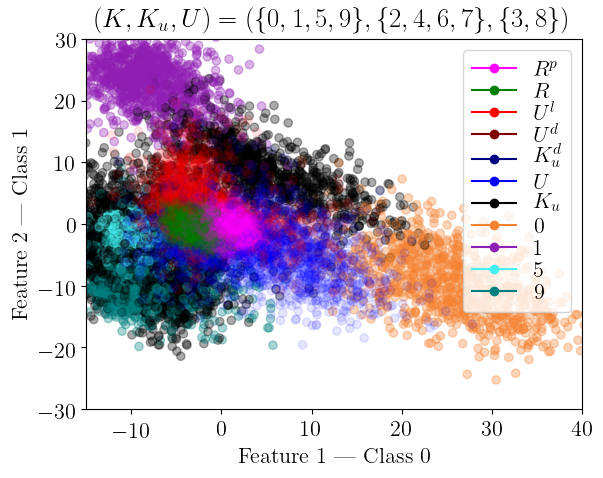 (K, K_u, U) = ({0, 1, 5, 9}, {2, 4, 6, 7}, {3, 8})
30
20
10
0
−10
−20
−30
Feature 2 — Class 1
R^p
R
U^l
U^d
K_u^d
U
K_u
0
1
5
9
−10
0
10
20
30
40
Feature 1 — Class 0